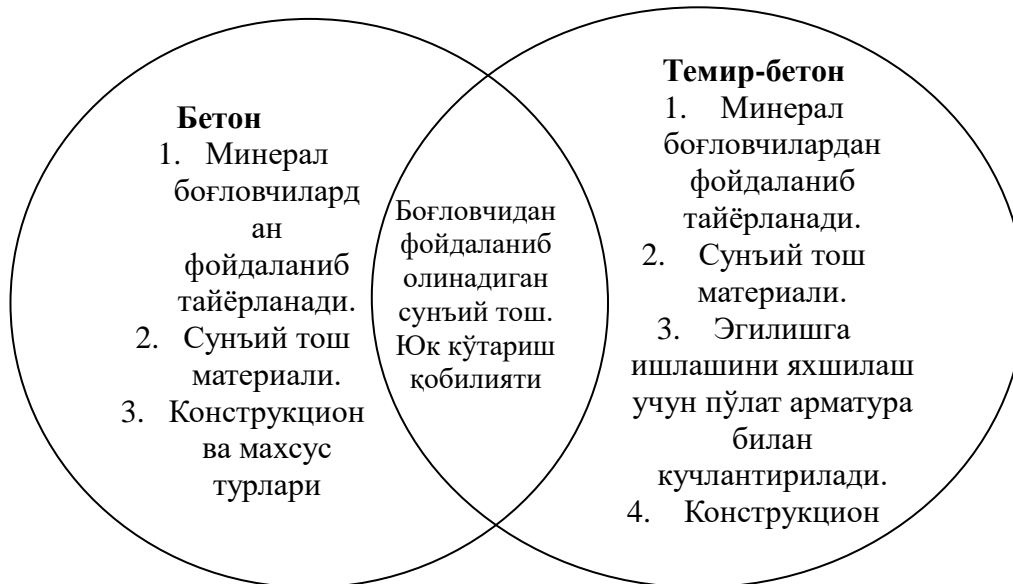 Бетон
1. Минерал
боғловчилард
ан
фойдаланиб
тайёрланади.
2. Сунъий тош
материали.
3. Конструкцион
ва махсус
турлари
Боғловчидан
фойдаланиб
олинадиган
сунъий тош.
Юк кўтариш
қобилияти
Темир-бетон
1. Минерал
боғловчилардан
фойдаланиб
тайёрланади.
2. Сунъий тош
материали.
3. Эгилишга
ишлашини яхшилаш
учун пўлат арматура
билан
кучлантирилади.
4. Конструкцион